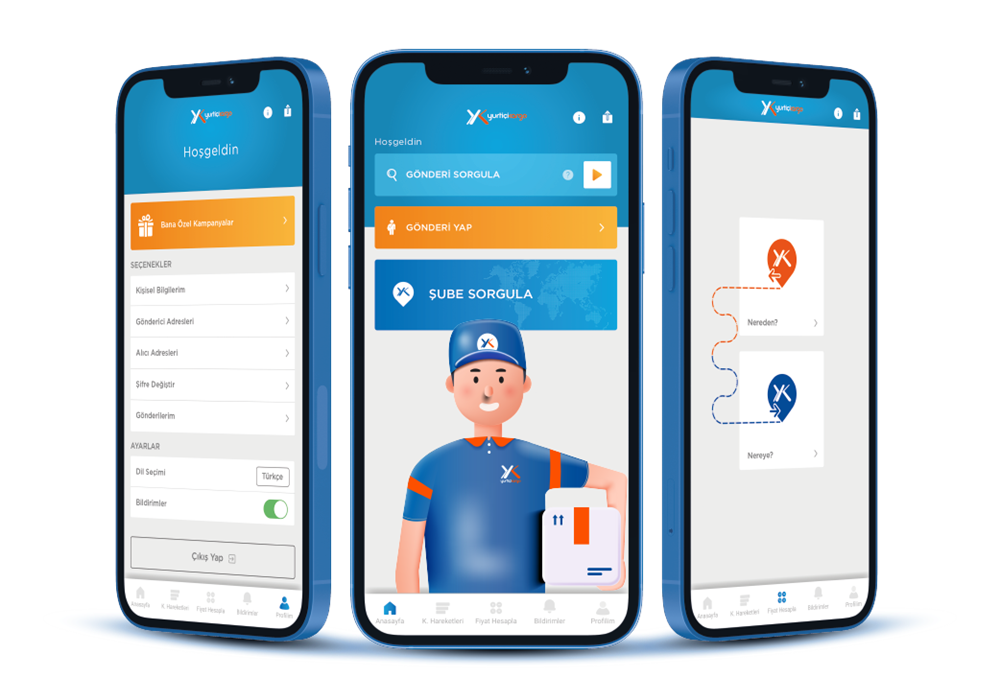 yurtiçi kargo
Hoşgeldin
Bana Özel Kampanyalar
SEÇENEKLER
Kişisel Bilgilerim
Gönderici Adresleri
Alıcı Adresleri
Şifre Değiştir
Gönderilerim
AYARLAR
Dil Seçimi
Türkçe
Bildirimler
Çıkış Yap
Anasayfa
K. Hareketleri
Fiyat Hesapla
Bildirimler
Profilim
yurtiçi kargo
Hoşgeldin
GÖNDERİ SORGULA
?
GÖNDERİ YAP
ŞUBE SORGULA
yurtiçi kargo
Anasayfa
K. Hareketleri
Fiyat Hesapla
Bildirimler
Profilim
yurtiçi kargo
Nereden?
Nereye?
Anasayfa
K. Hareketleri
Fiyat Hesapla
Bildirimler
Profilim